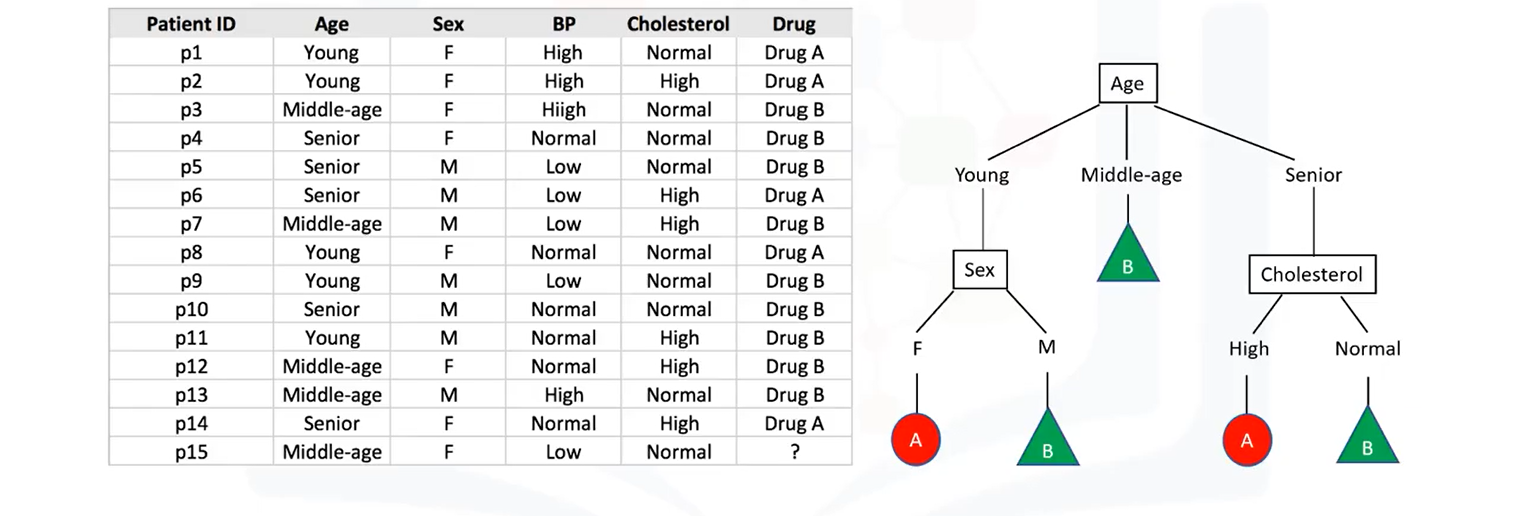 Patient ID Age Sex BP Cholesterol Drug
p1 Young F High Normal Drug A
p2 Young F High High Drug A
p3 Middle-age F Hiigh Normal Drug B
p4 Senior F Normal Normal Drug B
p5 Senior M Low Normal Drug B
p6 Senior M Low High Drug A
p7 Middle-age M Low High Drug B
p8 Young F Normal Normal Drug A
p9 Young M Low Normal Drug B
p10 Senior M Normal Normal Drug B
p11 Young M Normal High Drug B
p12 Middle-age F Normal High Drug B
p13 Middle-age M High Normal Drug B
p14 Senior F Normal High Drug A
p15 Middle-age F Low Normal ?
Age
Young Middle-age Senior
B
Sex Cholesterol
F M High Normal
A B A B